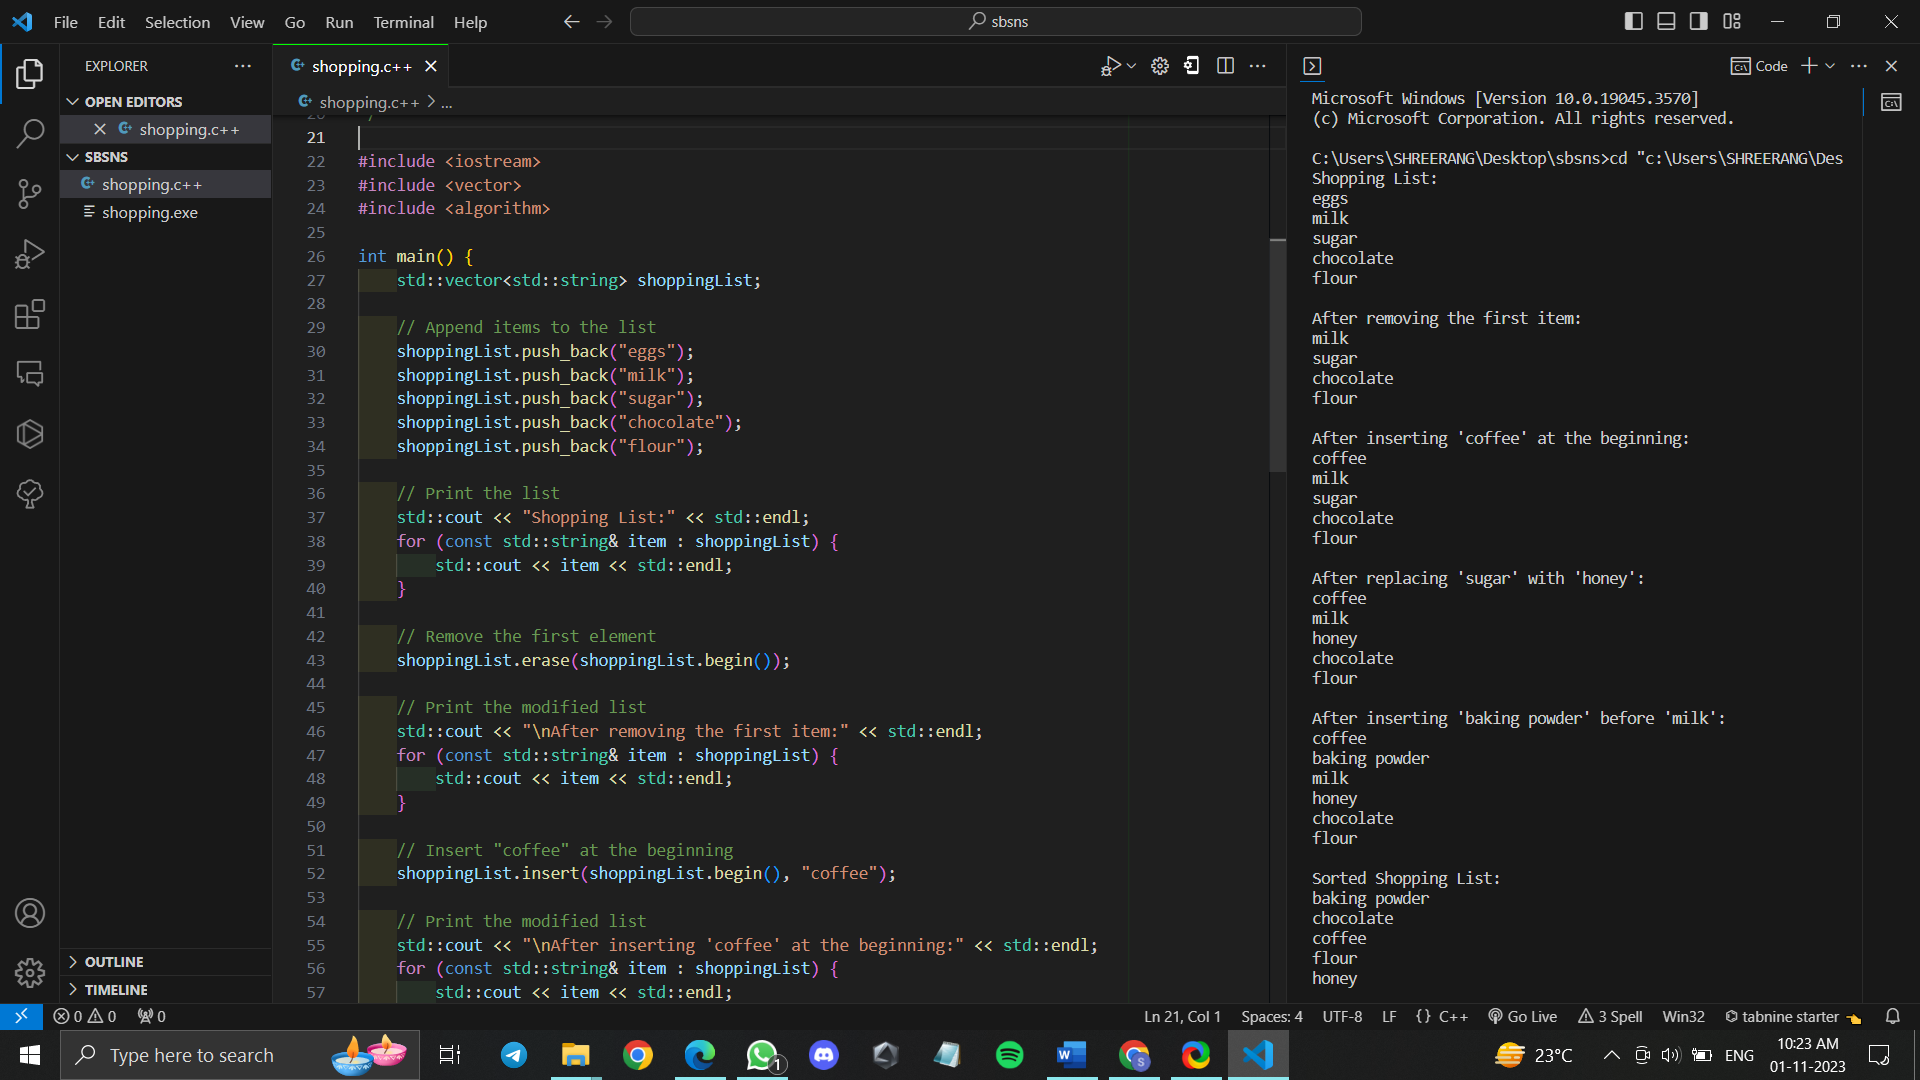 File Edit Selection View Go Run Terminal Help
sbsns
EXPLORER
OPEN EDITORS
shopping.c++
SBSNS
shopping.c++
shopping.exe
OUTLINE
TIMELINE
shopping.c++
shopping.c++ > ...
21
22 #include <iostream>
23 #include <vector>
24 #include <algorithm>
25
26 int main() {
27 std::vector<std::string> shoppingList;
28
29 // Append items to the list
30 shoppingList.push_back("eggs");
31 shoppingList.push_back("milk");
32 shoppingList.push_back("sugar");
33 shoppingList.push_back("chocolate");
34 shoppingList.push_back("flour");
35
36 // Print the list
37 std::cout << "Shopping List:" << std::endl;
38 for (const std::string& item : shoppingList) {
39 std::cout << item << std::endl;
40 }
41
42 // Remove the first element
43 shoppingList.erase(shoppingList.begin());
44
45 // Print the modified list
46 std::cout << "\nAfter removing the first item:" << std::endl;
47 for (const std::string& item : shoppingList) {
48 std::cout << item << std::endl;
49 }
50
51 // Insert "coffee" at the beginning
52 shoppingList.insert(shoppingList.begin(), "coffee");
53
54 // Print the modified list
55 std::cout << "\nAfter inserting 'coffee' at the beginning:" << std::endl;
56 for (const std::string& item : shoppingList) {
57 std::cout << item << std::endl;
Code
Microsoft Windows [Version 10.0.19045.3570]
(c) Microsoft Corporation. All rights reserved.
C:\Users\SHREERANG\Desktop\sbsns>cd "c:\Users\SHREERANG\Des
Shopping List:
eggs
milk
sugar
chocolate
flour
After removing the first item:
milk
sugar
chocolate
flour
After inserting 'coffee' at the beginning:
coffee
milk
sugar
chocolate
flour
After replacing 'sugar' with 'honey':
coffee
milk
honey
chocolate
flour
After inserting 'baking powder' before 'milk':
coffee
baking powder
milk
honey
chocolate
flour
Sorted Shopping List:
baking powder
chocolate
coffee
flour
honey
0 0 0
Ln 21, Col 1 Spaces: 4 UTF-8 LF {} C++ Go Live 3 Spell Win32 tabnine starter
Type here to search
1
23°C ENG
10:23 AM
01-11-2023